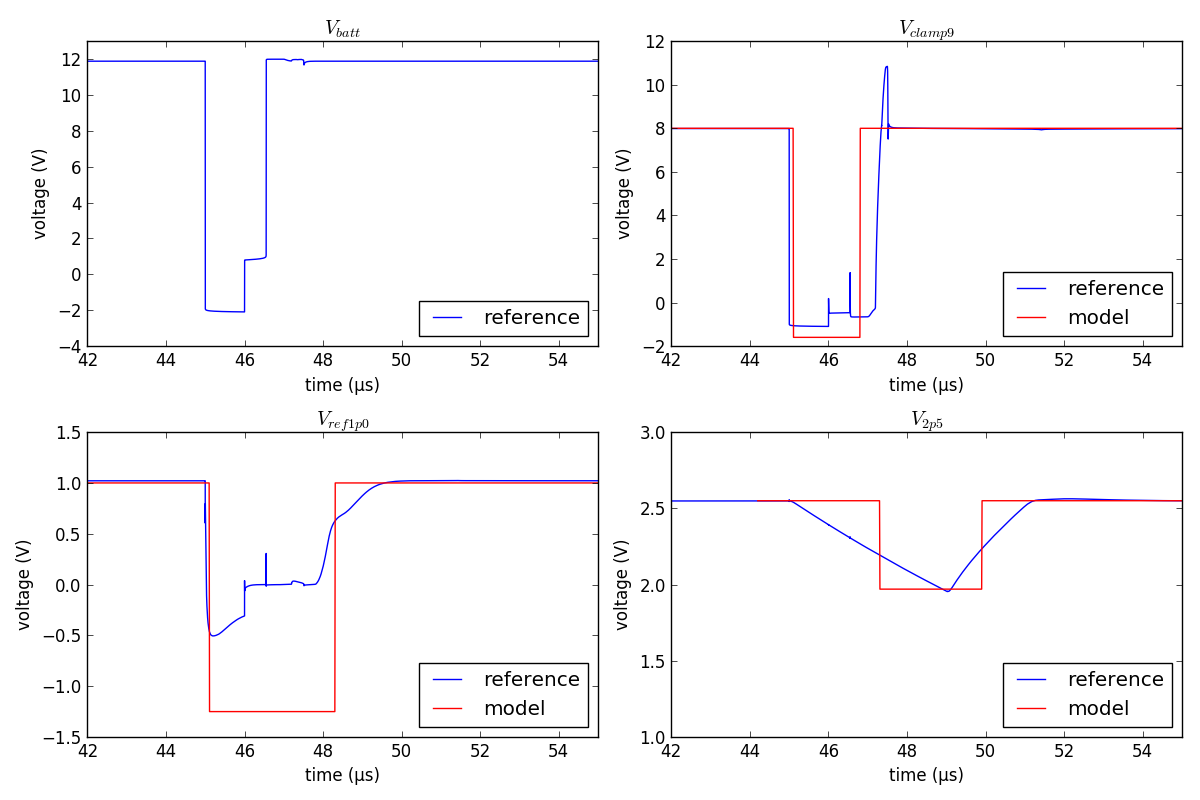 V_batt
12
10
8
6
4
2
0
−2
−4
voltage (V)
42 44 46 48 50 52 54
time (µs)
reference
V_clamp9
12
10
8
6
4
2
0
−2
voltage (V)
42 44 46 48 50 52 54
time (µs)
reference
model
V_ref1p0
1.5
1.0
0.5
0.0
−0.5
−1.0
−1.5
voltage (V)
42 44 46 48 50 52 54
time (µs)
reference
model
V_2p5
3.0
2.5
2.0
1.5
1.0
voltage (V)
42 44 46 48 50 52 54
time (µs)
reference
model